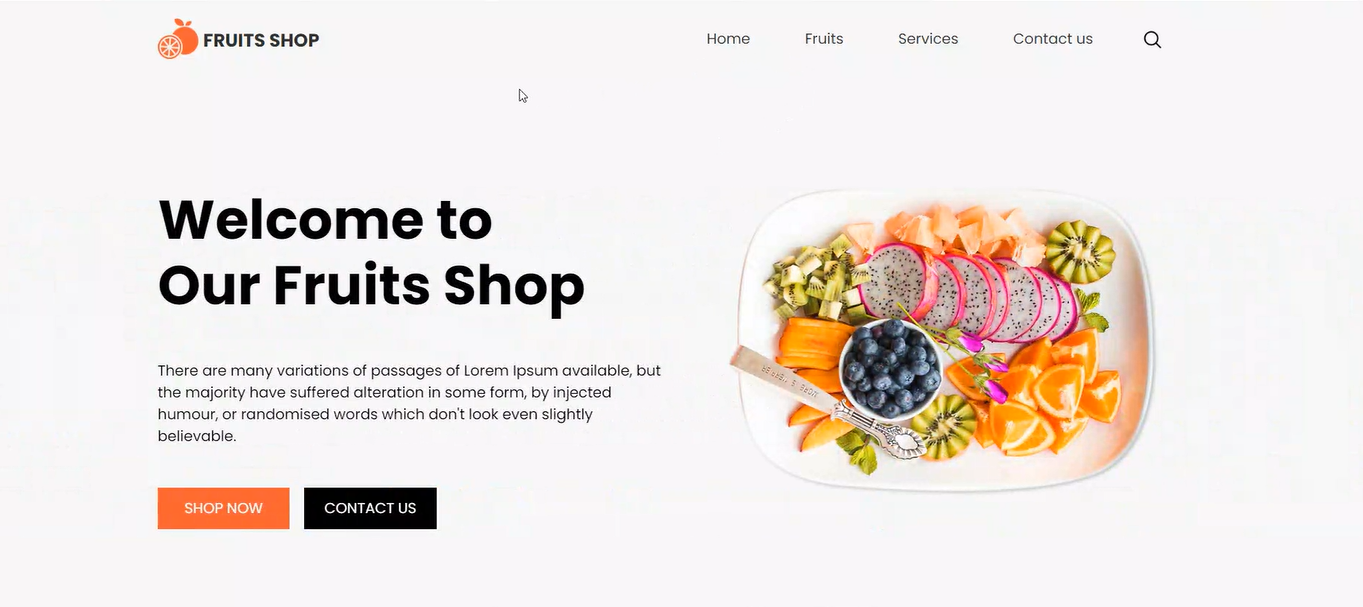 FRUITS SHOP
Home
Fruits
Services
Contact us
Welcome to
Our Fruits Shop
There are many variations of passages of Lorem Ipsum available, but
the majority have suffered alteration in some form, by injected
humour, or randomised words which don't look even slightly
believable.
SHOP NOW
CONTACT US